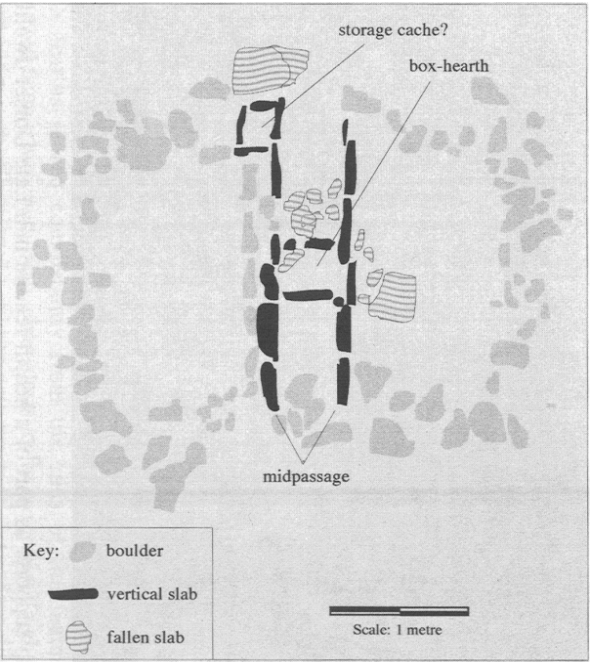 storage cache?
box-hearth
midpassage
Key:
boulder
vertical slab
fallen slab
Scale: 1 metre